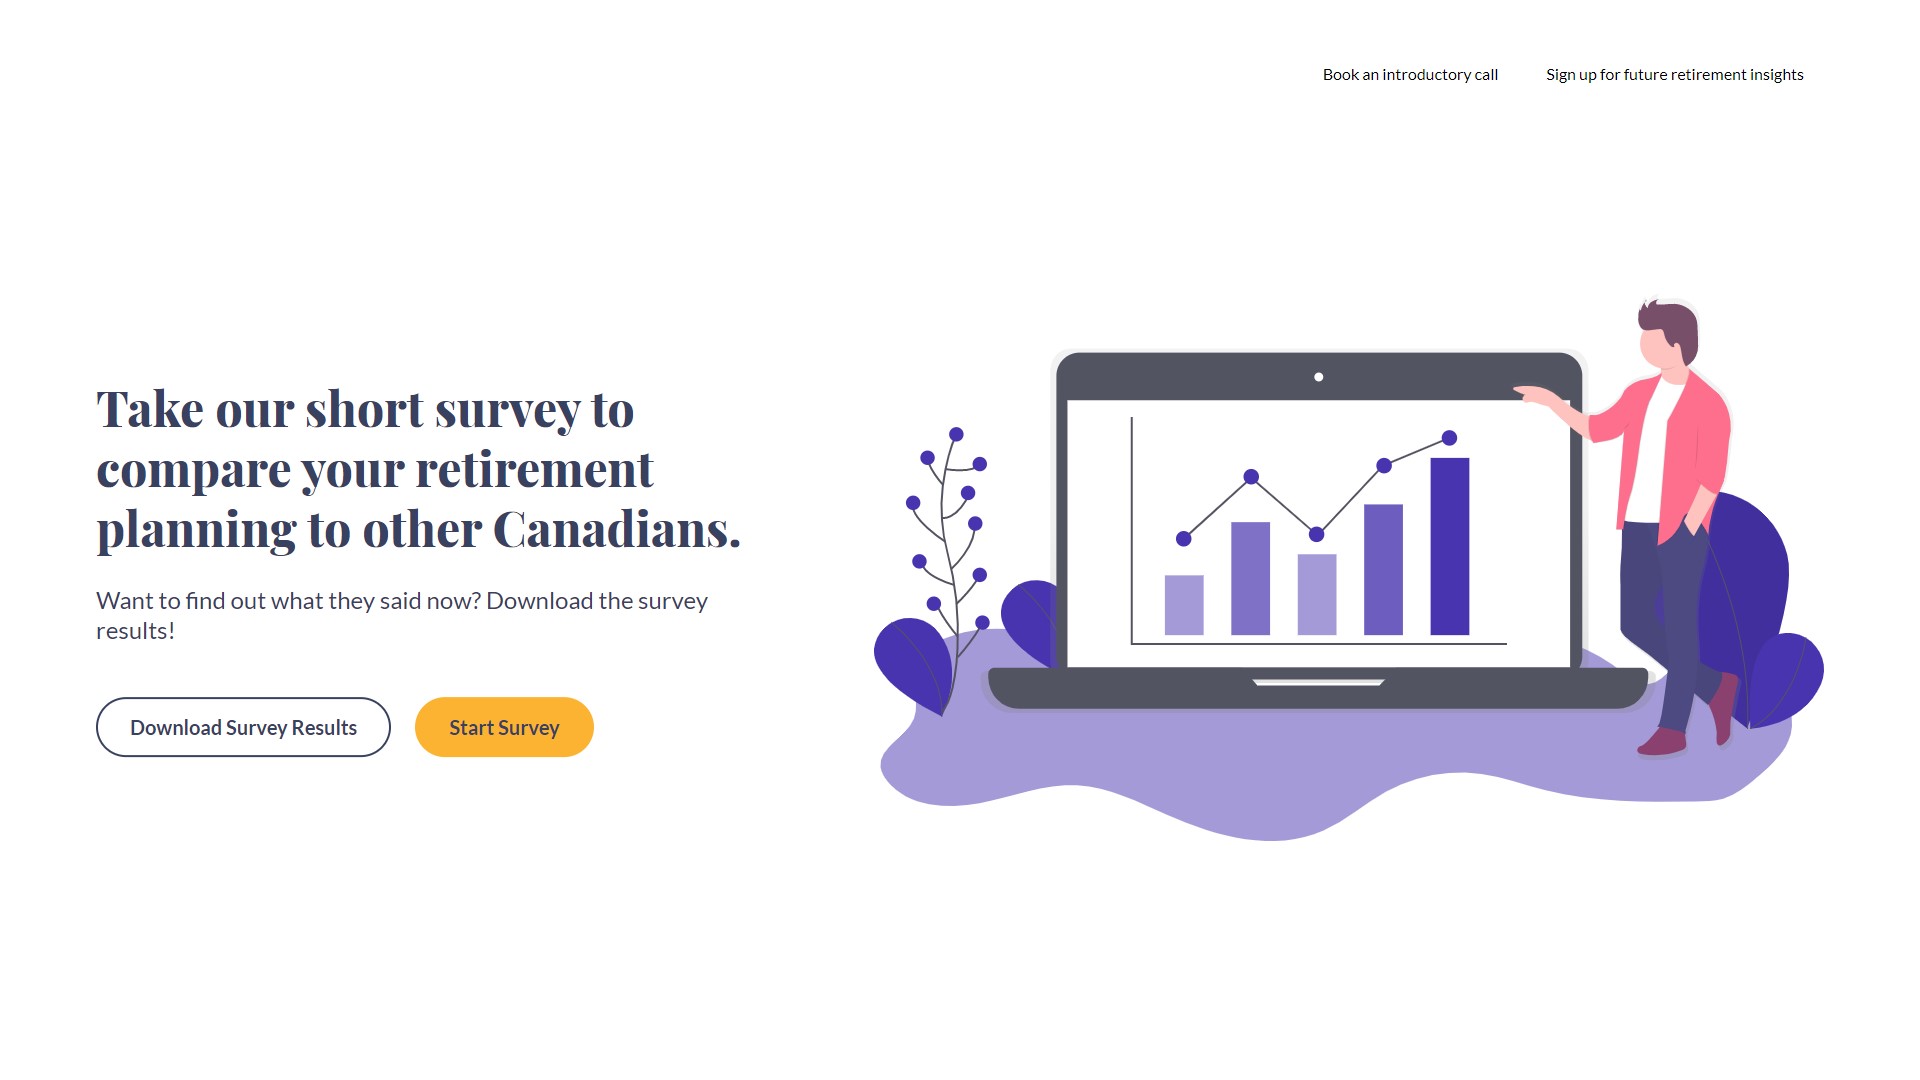 Book an introductory call
Sign up for future retirement insights
Take our short survey to
compare your retirement
planning to other Canadians.
Want to find out what they said now? Download the survey
results!
Download Survey Results
Start Survey